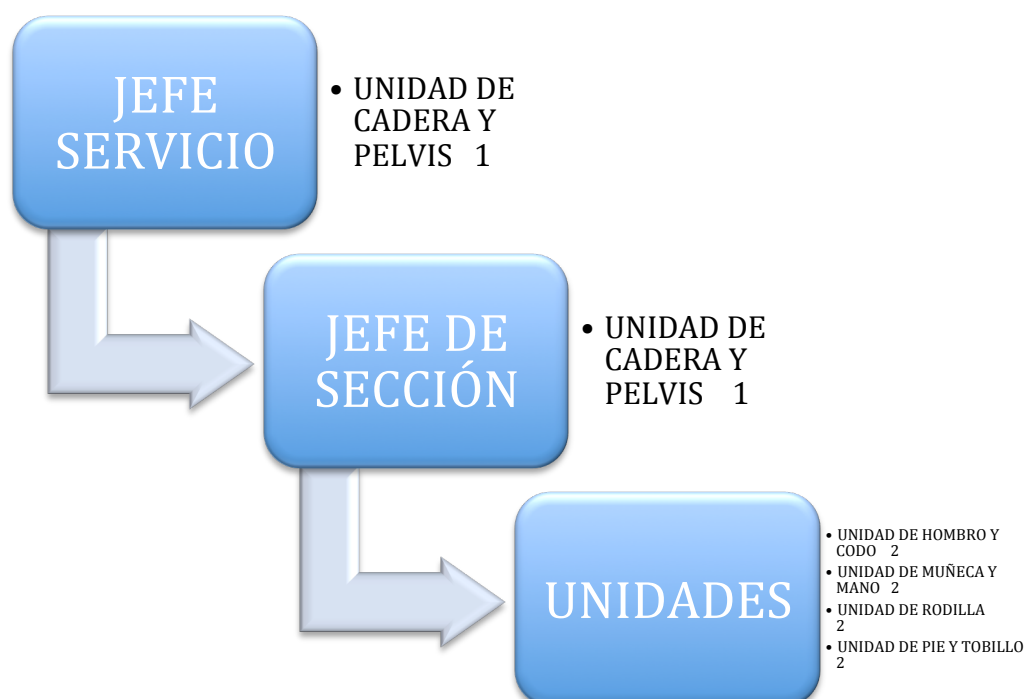 JEFE
SERVICIO
• UNIDAD DE
CADERA Y
PELVIS 1
JEFE DE
SECCIÓN
• UNIDAD DE
CADERA Y
PELVIS 1
UNIDADES
• UNIDAD DE HOMBRO Y
CODO 2
• UNIDAD DE MUÑECA Y
MANO 2
• UNIDAD DE RODILLA
2
• UNIDAD DE PIE Y TOBILLO
2